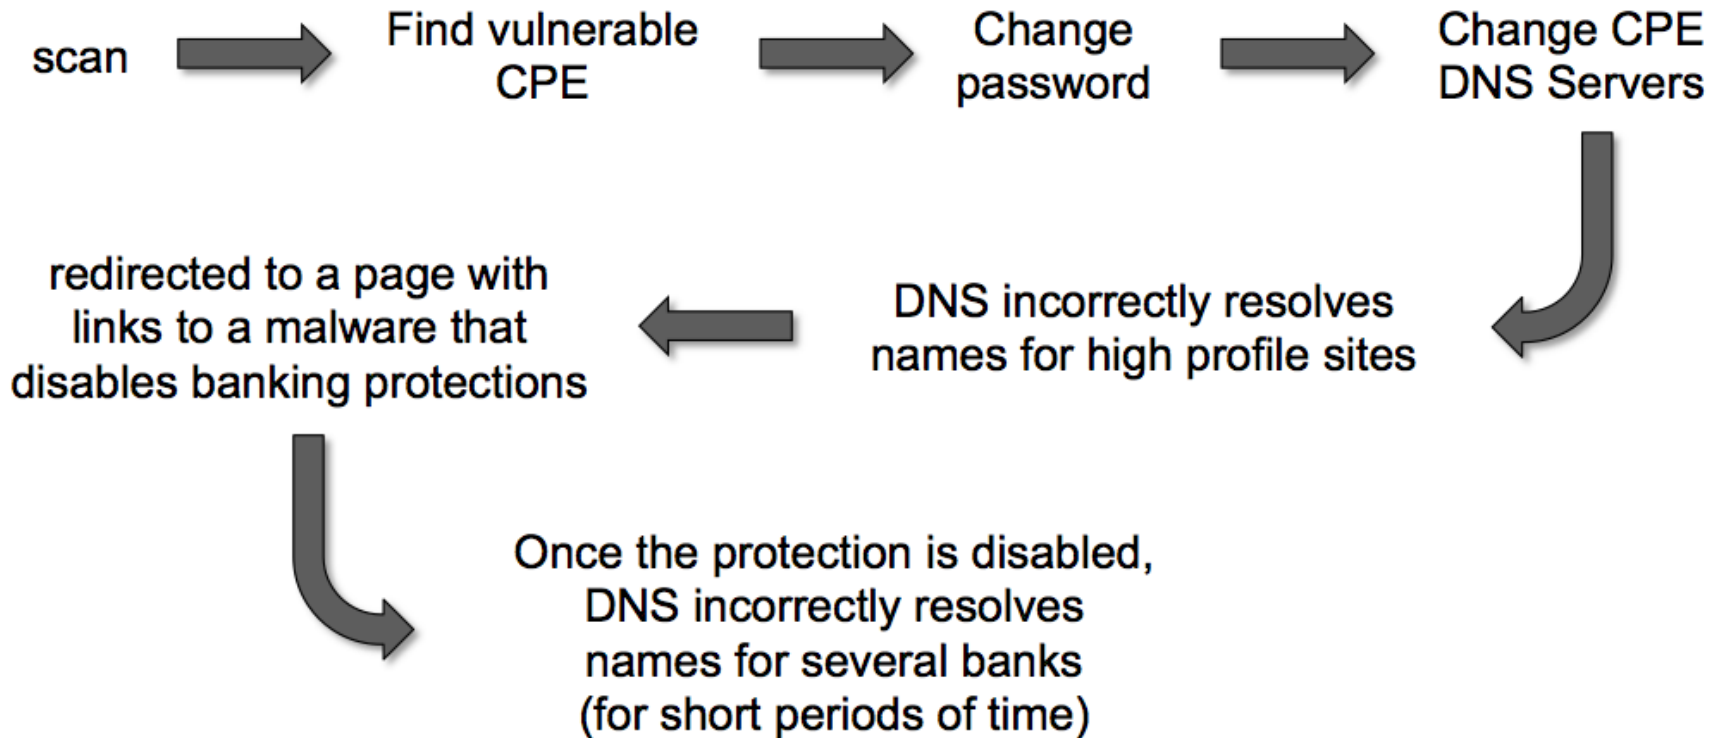 scan
Find vulnerable
CPE
Change
password
Change CPE
DNS Servers
DNS incorrectly resolves
names for high profile sites
redirected to a page with
links to a malware that
disables banking protections
Once the protection is disabled,
DNS incorrectly resolves
names for several banks
(for short periods of time)